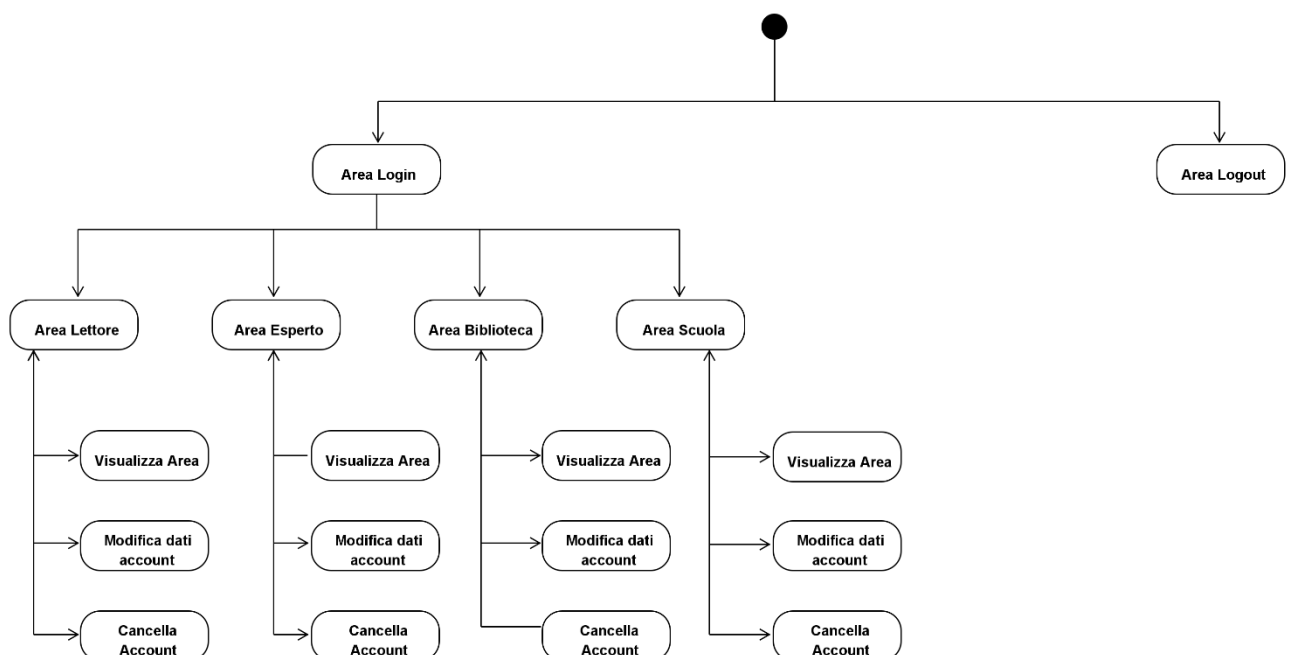 Area Login
Area Logout
Area Lettore
Area Esperto
Area Biblioteca
Area Scuola
Visualizza Area
Visualizza Area
Visualizza Area
Visualizza Area
Modifica dati
account
Modifica dati
account
Modifica dati
account
Modifica dati
account
Cancella
Account
Cancella
Account
Cancella
Account
Cancella
Account